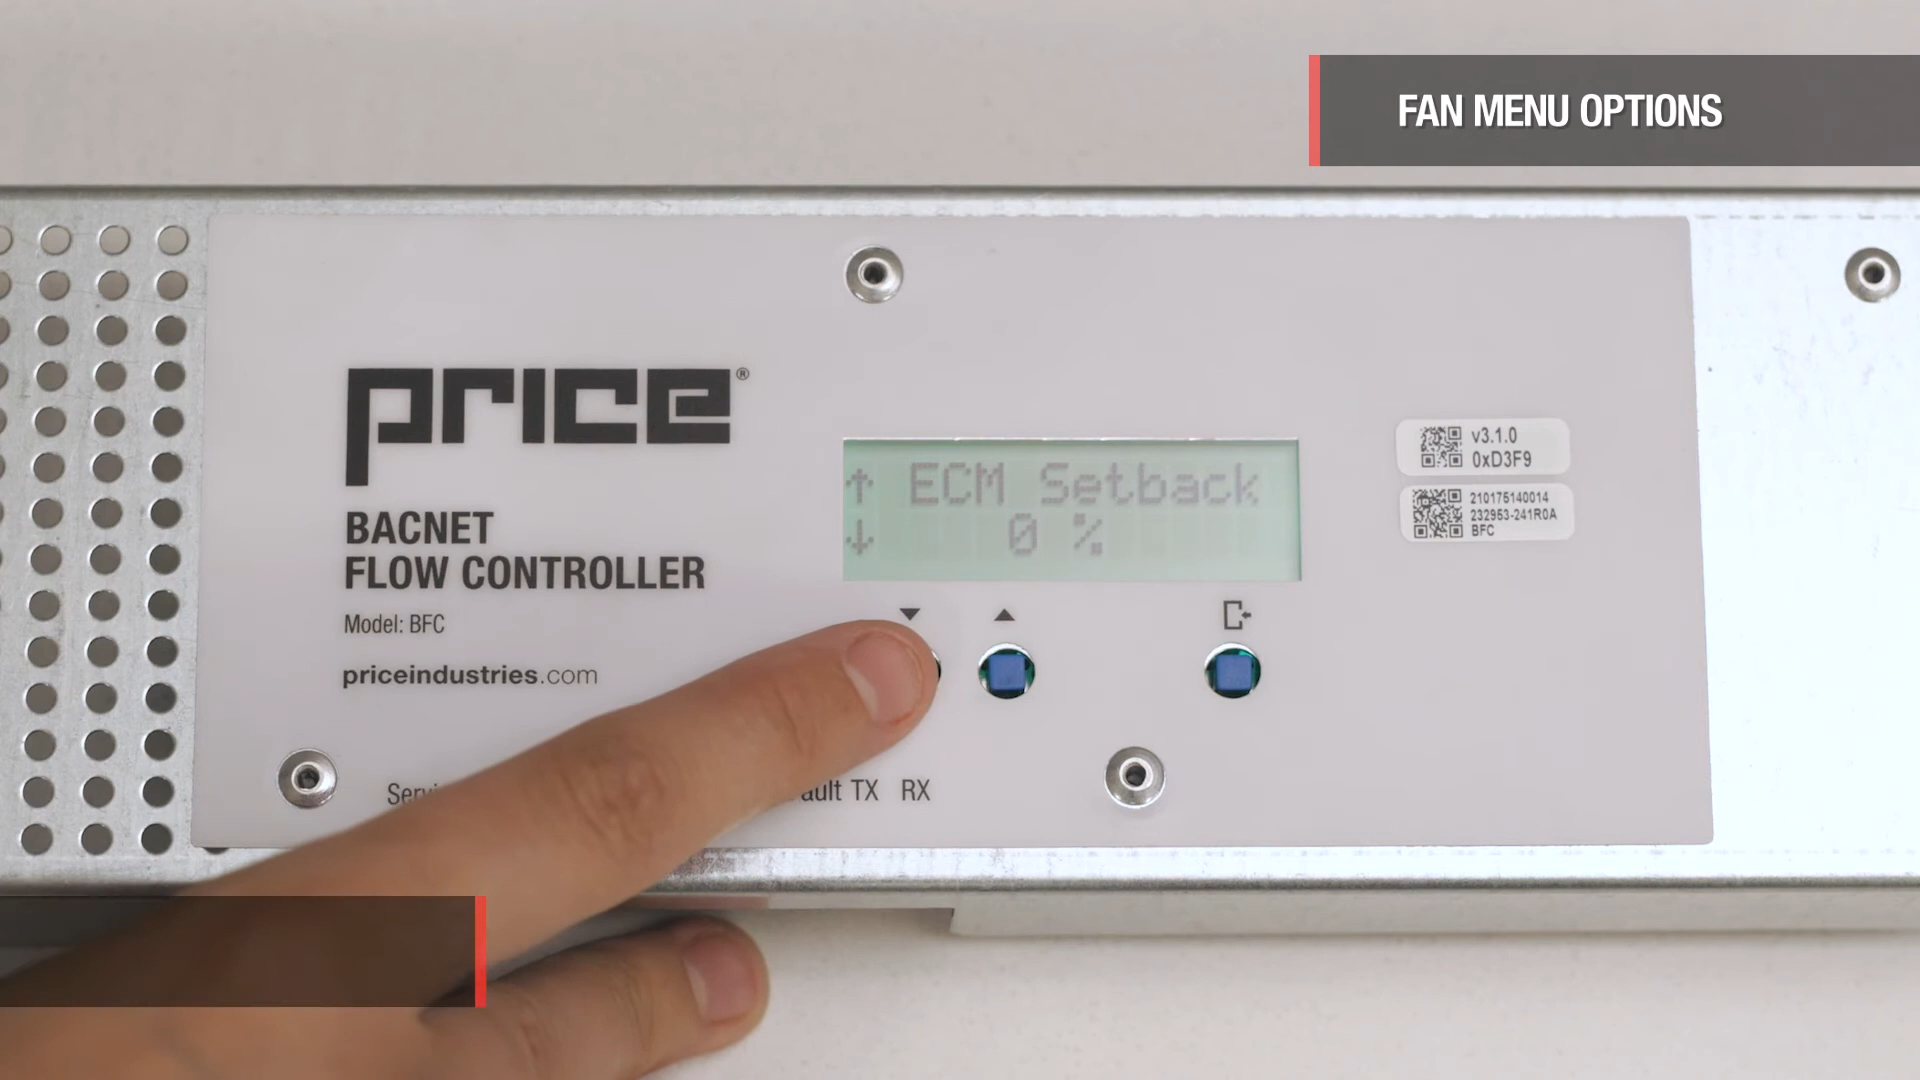 FAN MENU OPTIONS
price®
BACNET
FLOW CONTROLLER
Model: BFC
priceindustries.com
↑ ECM Setback
↓ 0 %
v3.1.0
0xD3F9
210175140014
232953-241R0A
BFC
TX RX